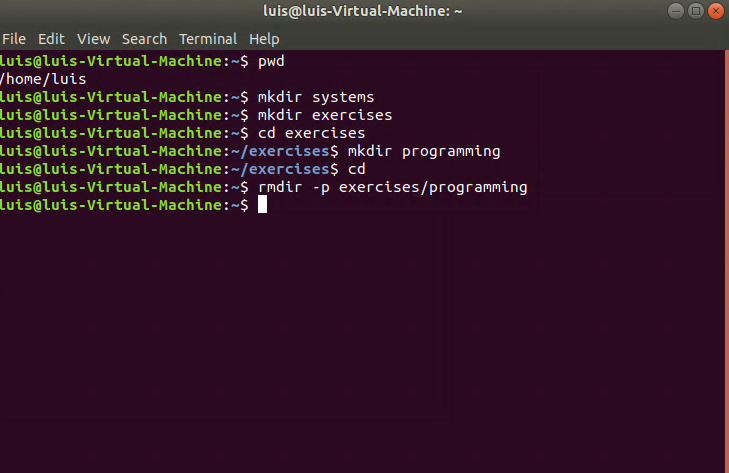 luis@luis-Virtual-Machine: ~
File Edit View Search Terminal Help
luis@luis-Virtual-Machine:~$ pwd
/home/luis
luis@luis-Virtual-Machine:~$ mkdir systems
luis@luis-Virtual-Machine:~$ mkdir exercises
luis@luis-Virtual-Machine:~$ cd exercises
luis@luis-Virtual-Machine:~/exercises$ mkdir programming
luis@luis-Virtual-Machine:~/exercises$ cd
luis@luis-Virtual-Machine:~$ rmdir -p exercises/programming
luis@luis-Virtual-Machine:~$